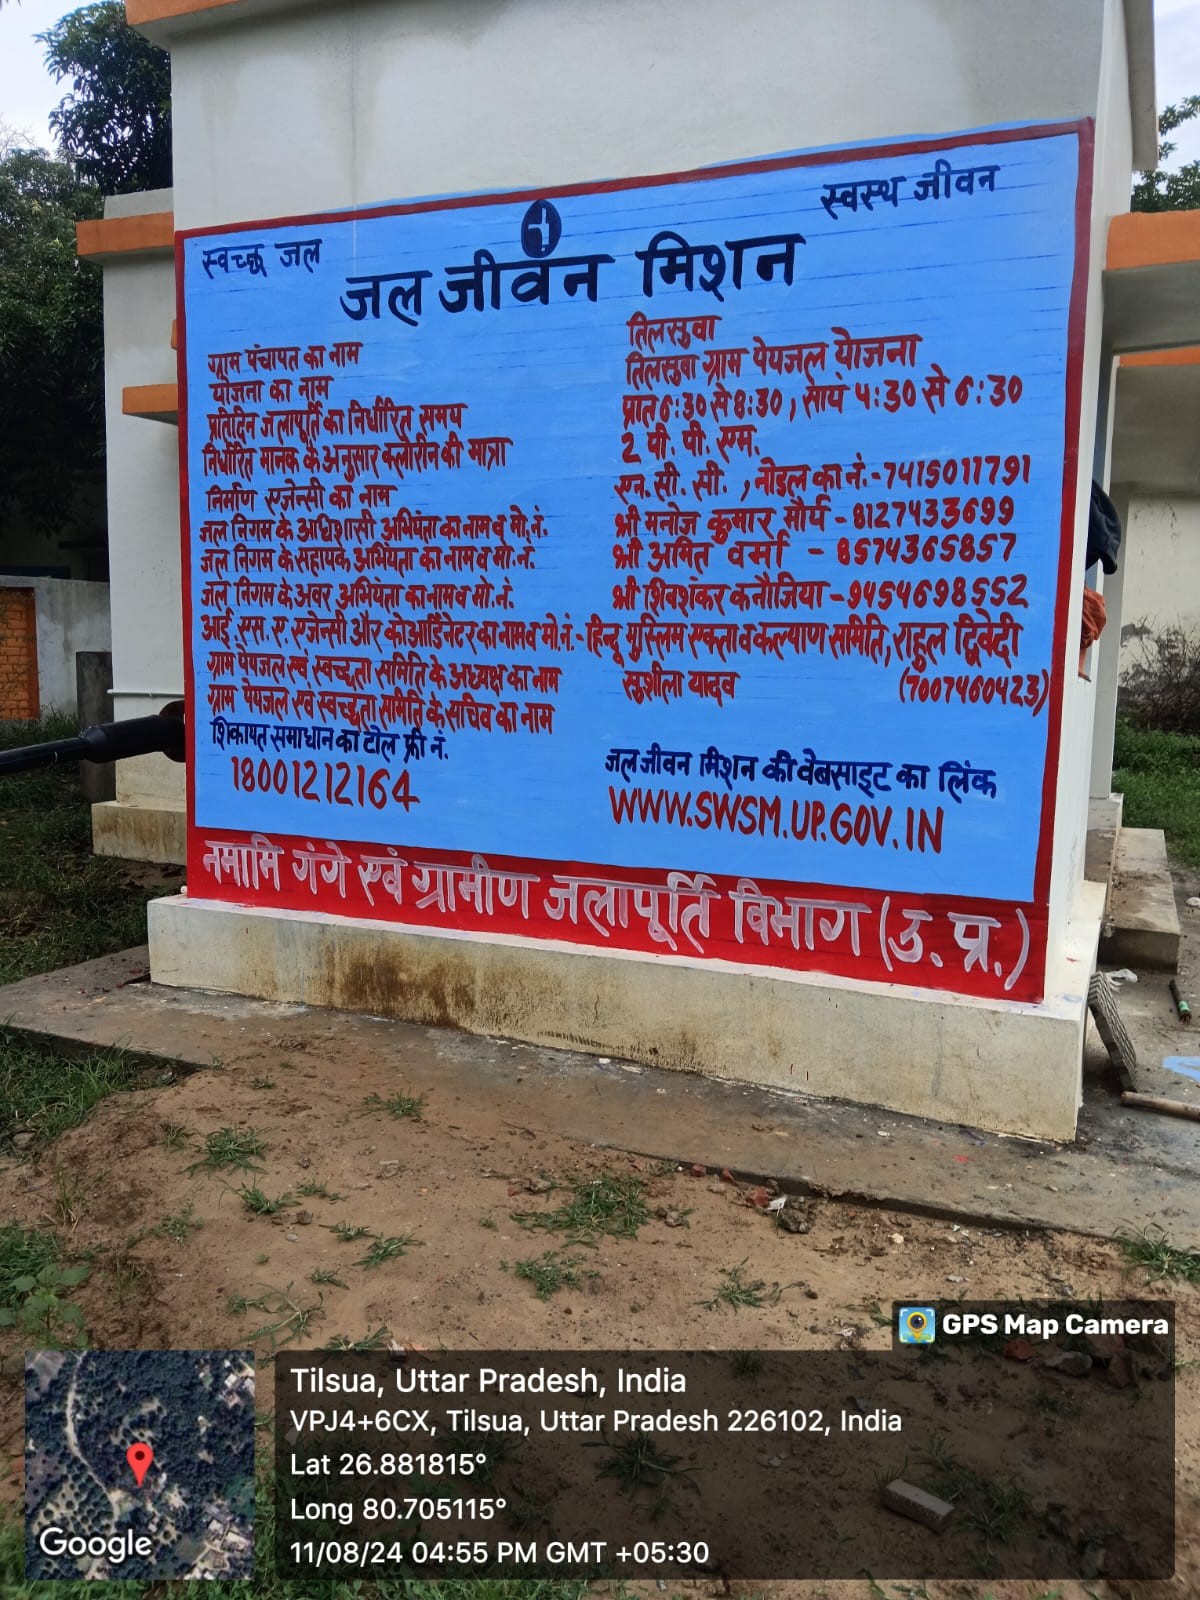 स्वच्छ जल
स्वस्थ जीवन
जल जीवन मिशन
ग्राम पंचायत का नाम तिलसुवा
योजना का नाम तिलसुवा ग्राम पेयजल योजना
प्रतिदिन जलापूर्ति का निर्धारित समय प्रात 6:30 से 8:30, सायं 4:30 से 6:30
निर्धारित मानक के अनुसार क्लोरीन की मात्रा 2 पी. पी. एम.
निर्माण एजेन्सी का नाम एन. सी. सी. , नोडल का नं.-7415011791
जल निगम के अधिशासी अभियंता का नाम व मो.नं. श्री मनोज कुमार मौर्य - 8127433699
जल निगम के सहायक अभियंता का नाम व मो.नं. श्री अमित वर्मा - 8574365857
जल निगम के अवर अभियंता का नाम व मो.नं. श्री शिवशंकर कनौजिया - 9454698552
आई.एस.ए. एजेन्सी और कोआर्डिनेटर का नाम व मो.नं.- हिन्दू मुस्लिम एकता व कल्याण समिति, राहुल द्विवेदी
(7007460423)
ग्राम पेयजल एवं स्वच्छता समिति के अध्यक्ष का नाम सुशीला यादव
ग्राम पेयजल एवं स्वच्छता समिति के सचिव का नाम
शिकायत समाधान का टोल फ्री नं.
18001212164
जल जीवन मिशन की वेबसाइट का लिंक
WWW.SWSM.UP.GOV.IN
नमामि गंगे एवं ग्रामीण जलापूर्ति विभाग (उ.प्र.)
GPS Map Camera
Tilsua, Uttar Pradesh, India
VPJ4+6CX, Tilsua, Uttar Pradesh 226102, India
Lat 26.881815°
Long 80.705115°
11/08/24 04:55 PM GMT +05:30
Google